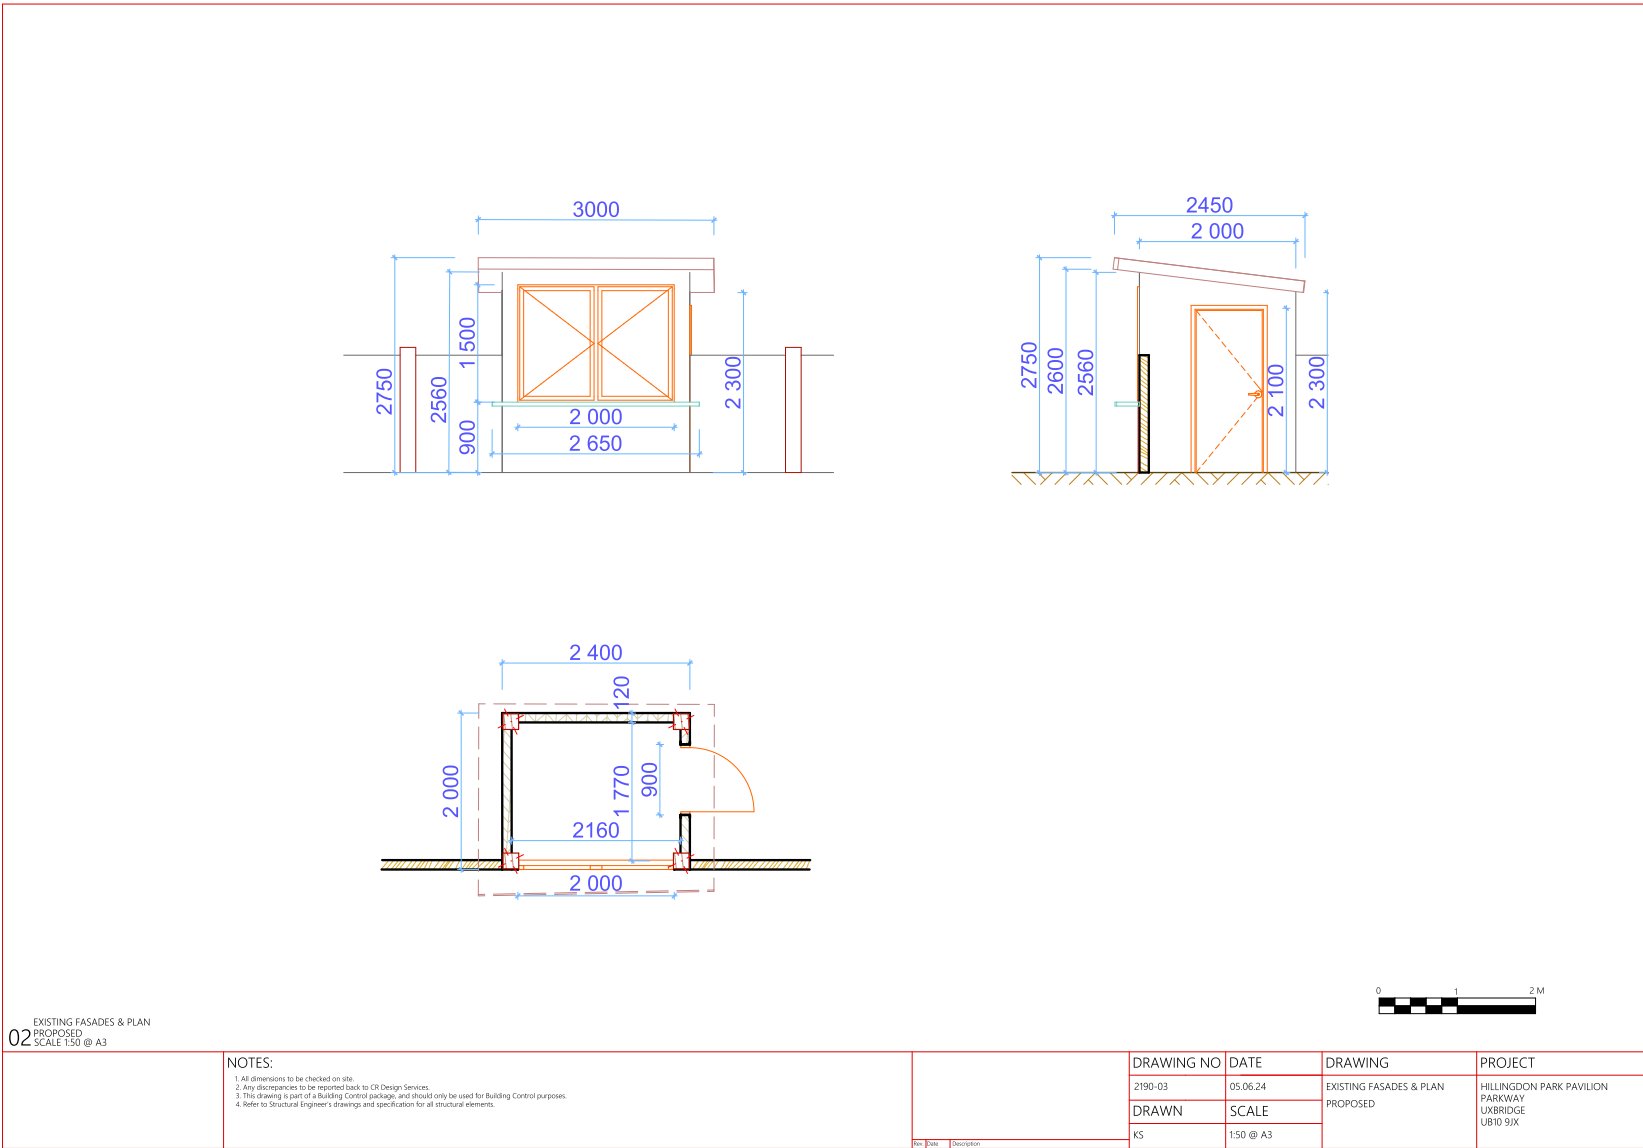 3000
2450
2 000
2750
2560
1 500
900
2 000
2 650
2 300
2750
2600
2560
2 100
2 300
2 400
120
2 000
1 770
900
2160
2 000
0 1 2 M
02
EXISTING FASADES & PLAN
PROPOSED
SCALE 1:50 @ A3
NOTES:
1. All dimensions to be checked on site.
2. Any discrepancies to be reported back to CR Design Services.
3. This drawing is part of a Building Control package, and should only be used for Building Control purposes.
4. Refer to Structural Engineer's drawings and specification for all structural elements.
Rev Date Description
DRAWING NO
2190-03
DATE
05.06.24
DRAWN
KS
SCALE
1:50 @ A3
DRAWING
EXISTING FASADES & PLAN
PROPOSED
PROJECT
HILLINGDON PARK PAVILION
PARKWAY
UXBRIDGE
UB10 9JX